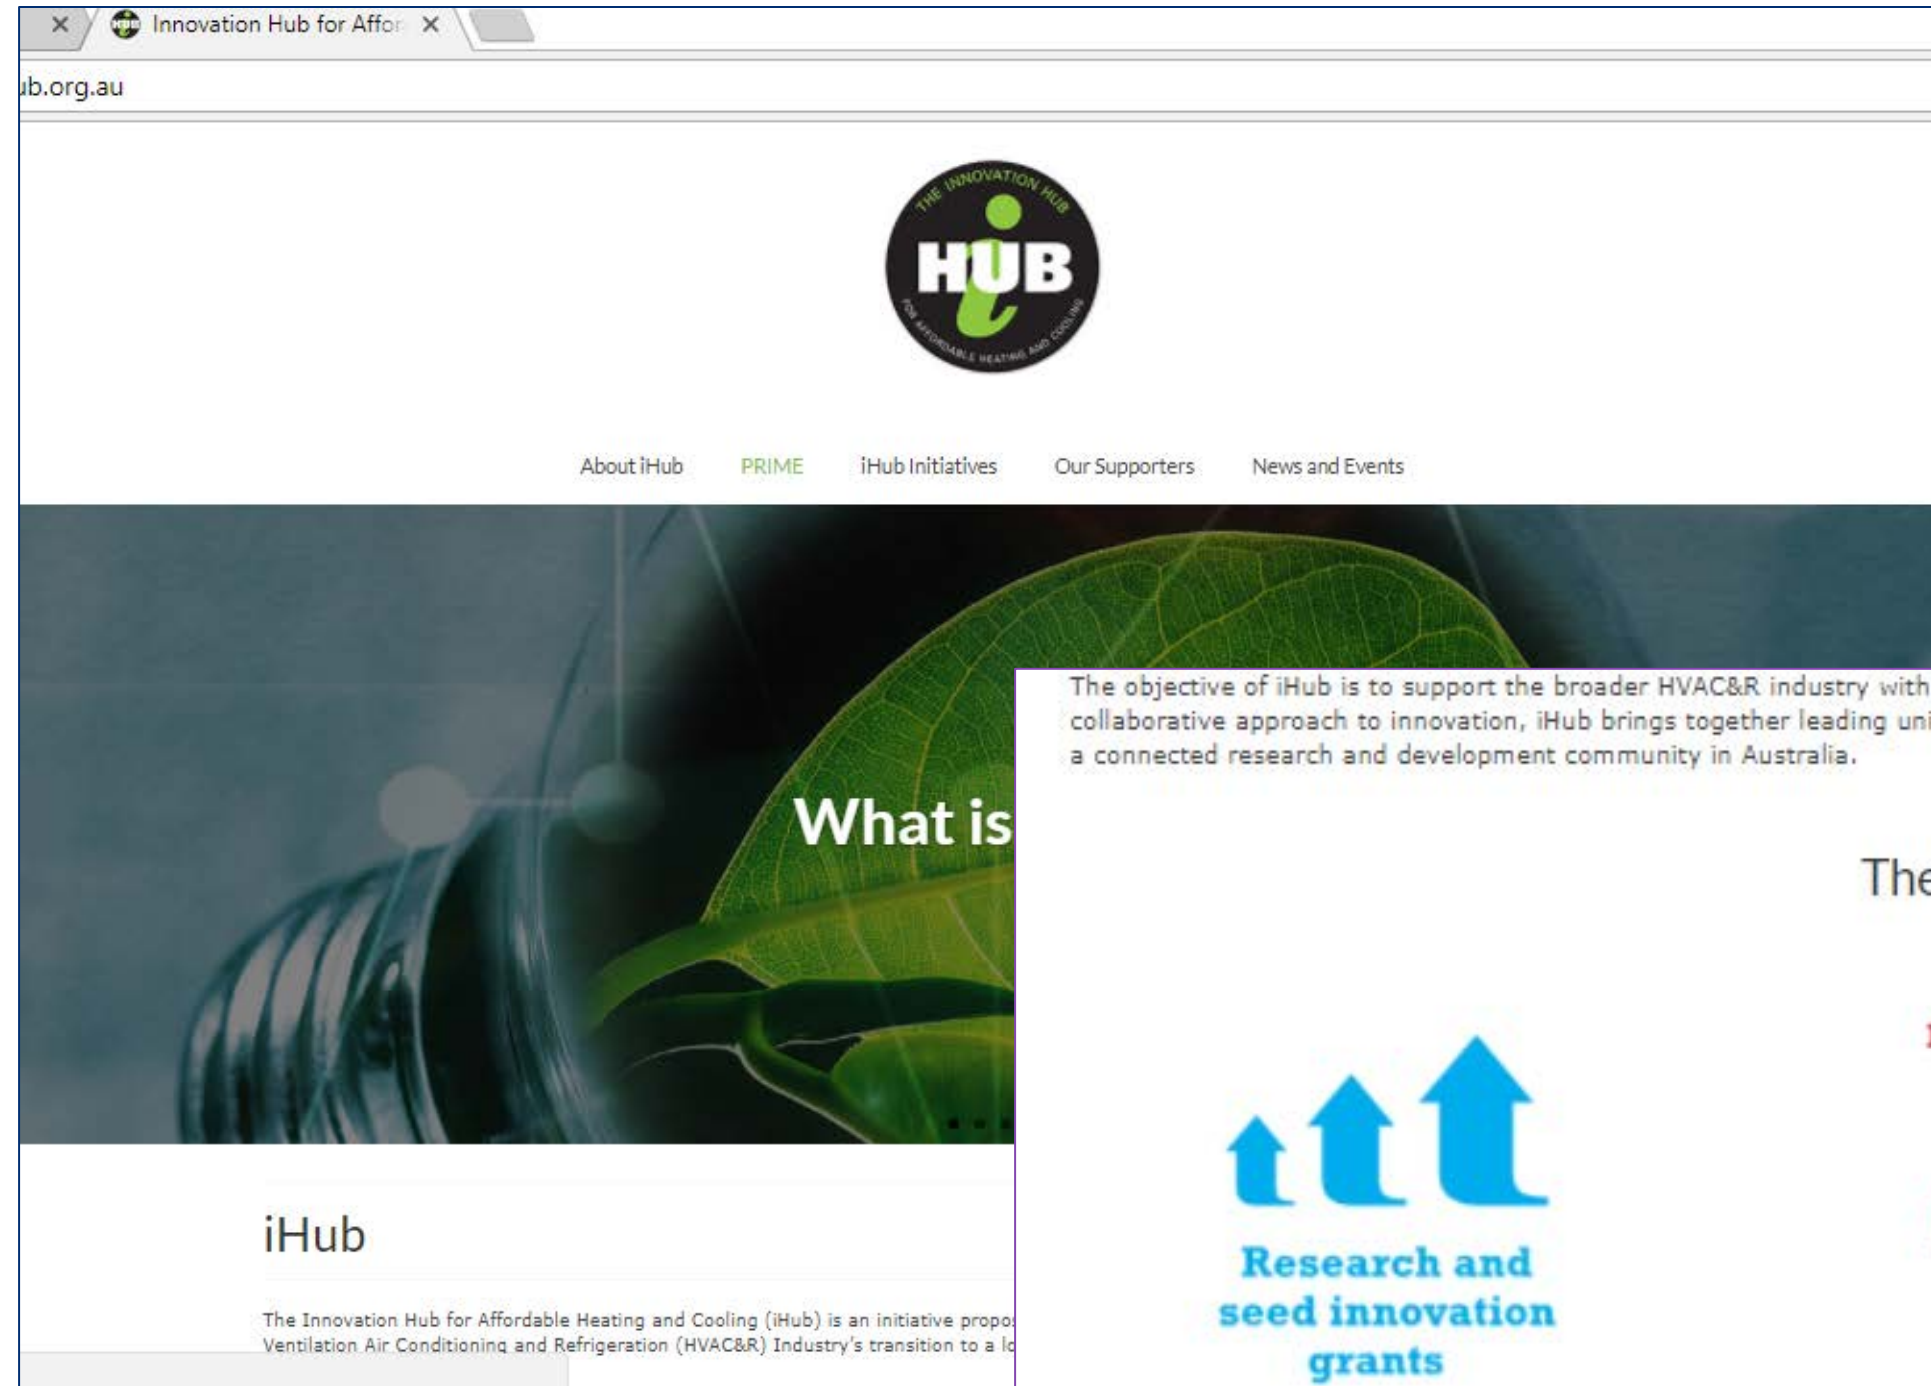 Innovation Hub for Affor
ub.org.au
THE INNOVATION HUB
HiUB
FOR AFFORDABLE HEATING AND COOLING
About iHub PRIME iHub Initiatives Our Supporters News and Events
What is
The objective of iHub is to support the broader HVAC&R industry with
collaborative approach to innovation, iHub brings together leading uni
a connected research and development community in Australia.
The
Research and
seed innovation
grants
iHub
The Innovation Hub for Affordable Heating and Cooling (iHub) is an initiative propos
Ventilation Air Conditioning and Refrigeration (HVAC&R) Industry's transition to a lo